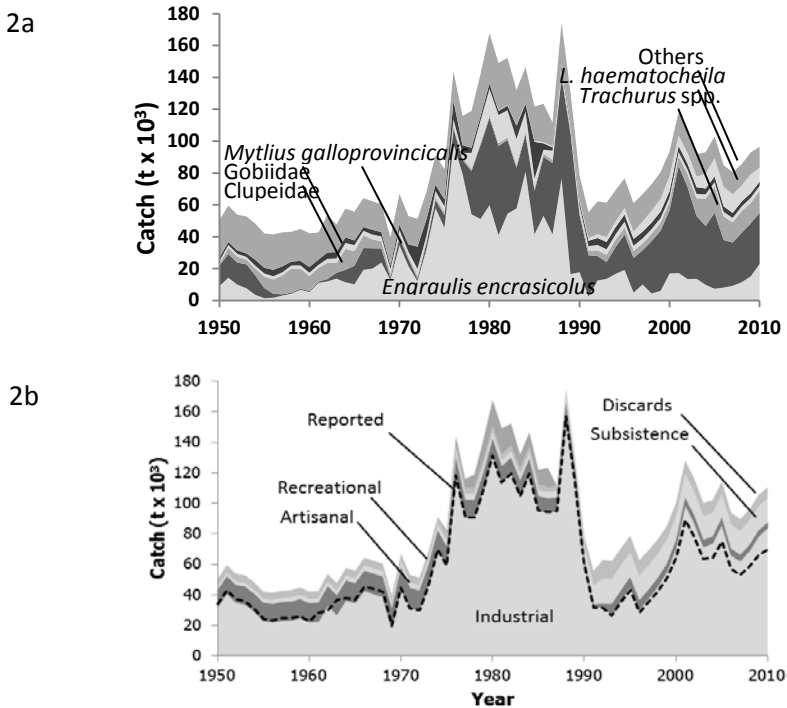 2a
180
160
140
120
100
80
60
40
20
0
Catch (t x 10³)
Others
L. haematocheila
Trachurus spp.
Mytlius galloprovincicalis
Gobiidae
Clupeidae
Engraulis encrasicolus
1950 1960 1970 1980 1990 2000 2010
2b
180
160
140
120
100
80
60
40
20
0
Catch (t x 10³)
Reported
Recreational
Artisanal
Discards
Subsistence
Industrial
1950 1960 1970 1980 1990 2000 2010
Year